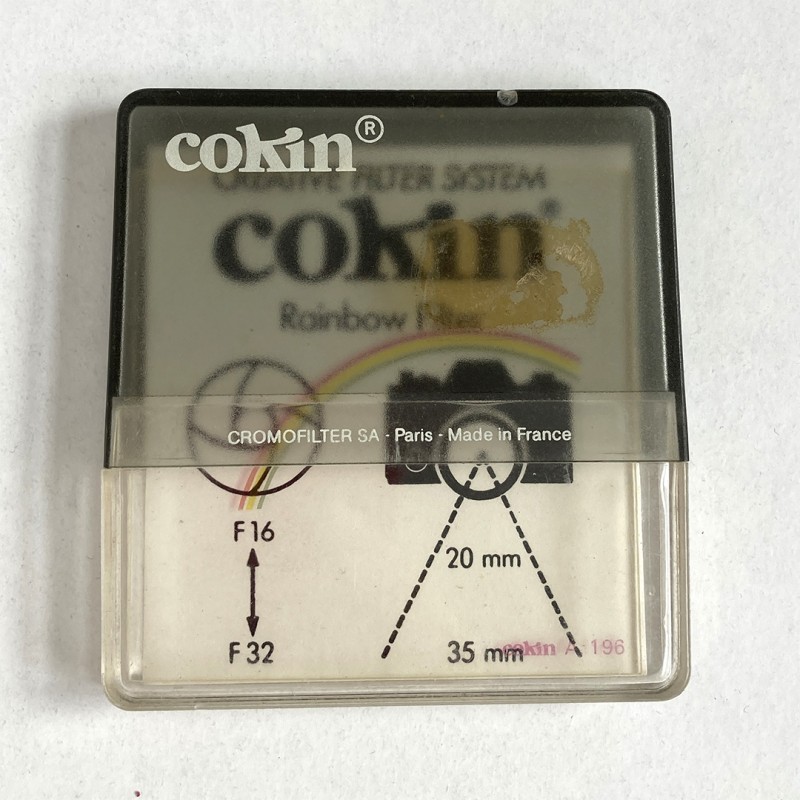 cokin®
CREATIVE FILTER SYSTEM
cokin®
Rainbow Filter
CROMOFILTER SA - Paris - Made in France
F16
20 mm
F32
35 mm
cokin A 196